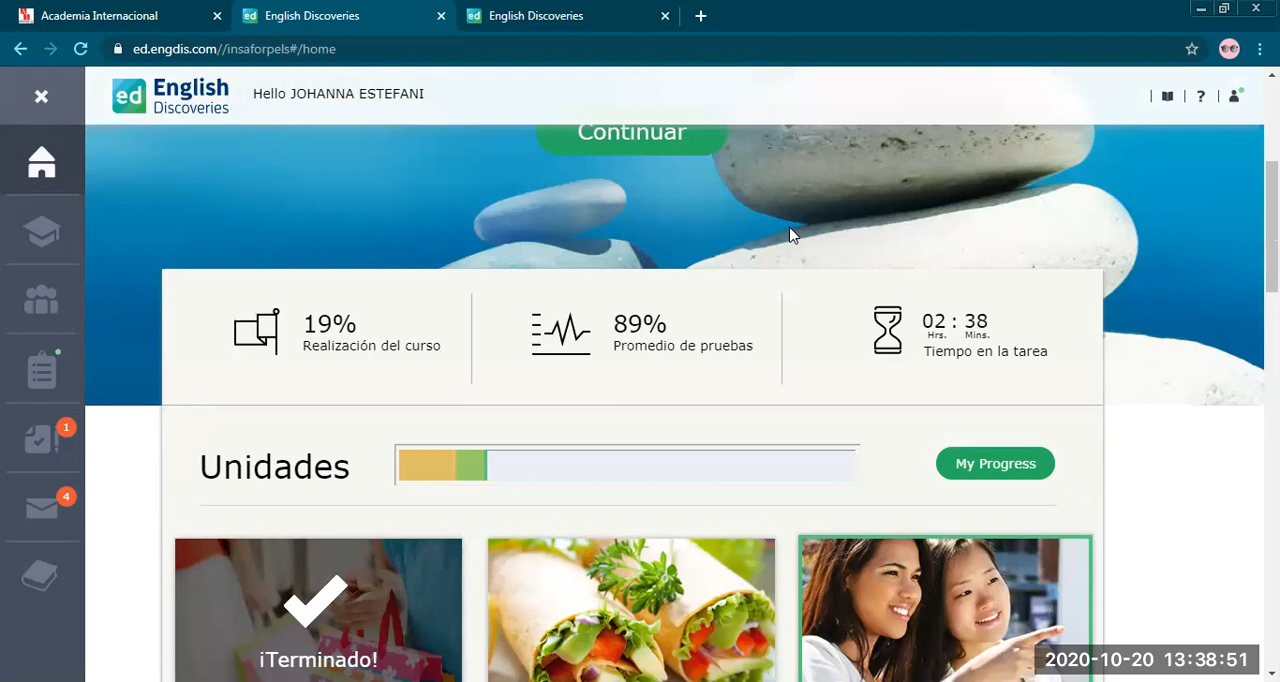 Academia Internacional
English Discoveries
English Discoveries
ed.engdis.com//insaforpels#/home
ed English Discoveries
Hello JOHANNA ESTEFANI
?
Continuar
19%
Realización del curso
89%
Promedio de pruebas
02 : 38
Hrs. Mins.
Tiempo en la tarea
1
4
Unidades
My Progress
¡Terminado!
2020-10-20 13:38:51